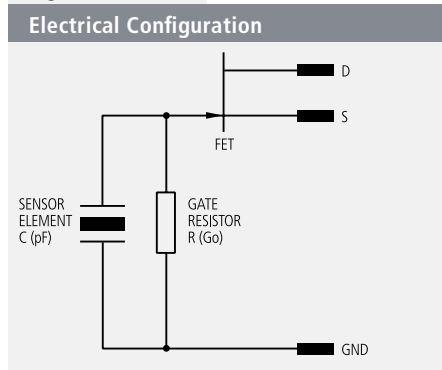 Electrical Configuration
D
S
FET
SENSOR
ELEMENT
C (pF)
GATE
RESISTOR
R (Go)
GND